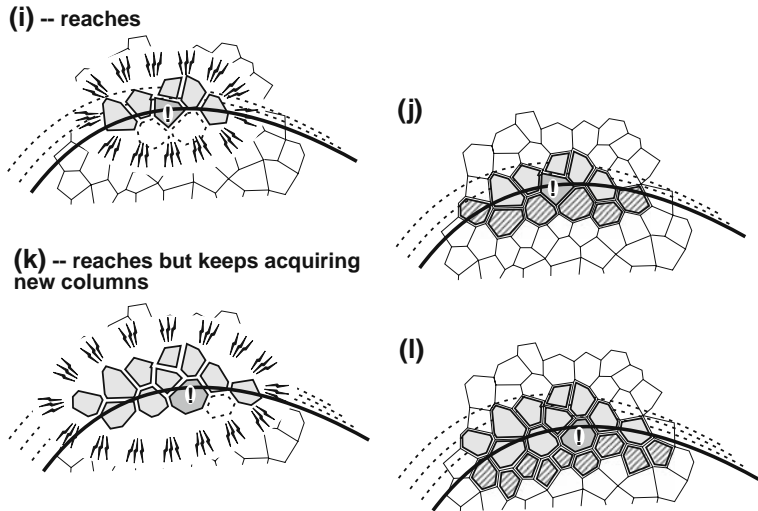 (i) -- reaches
!
(j)
!
(k) -- reaches but keeps acquiring
new columns
!
(l)
!